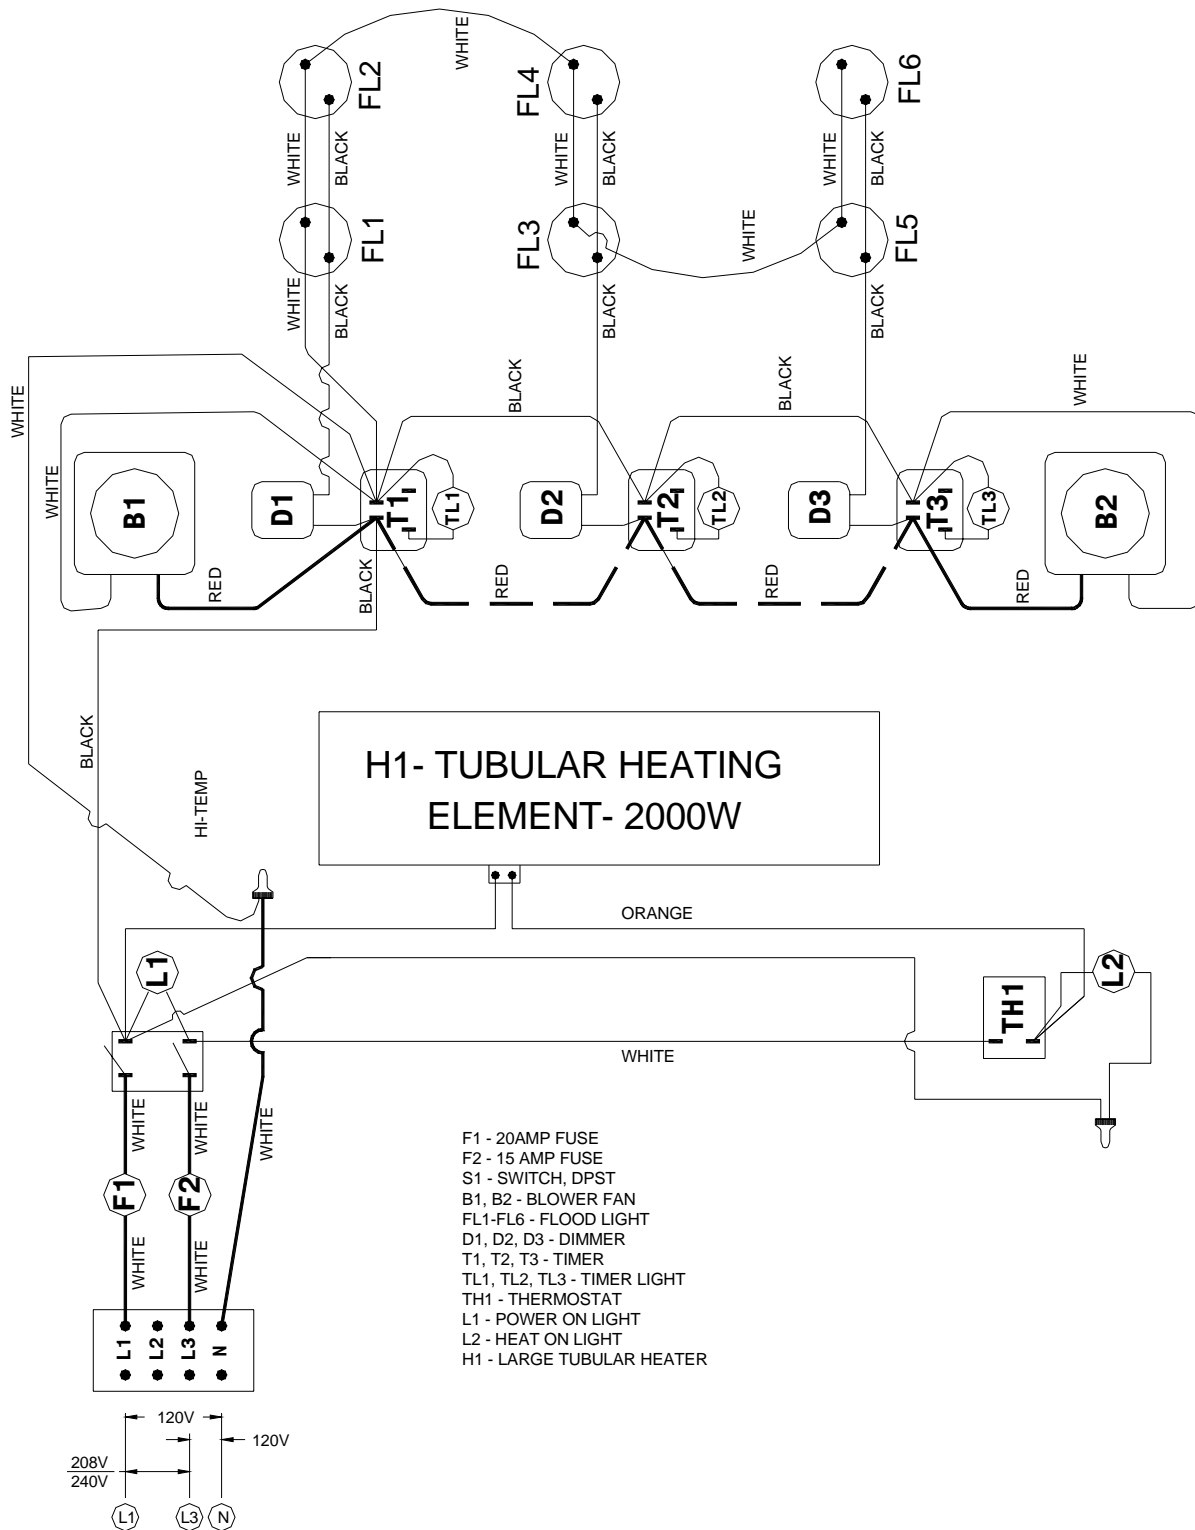 WHITE
FL2
FL4
FL6
WHITE
BLACK
WHITE
BLACK
WHITE
BLACK
FL1
FL3
FL5
WHITE
WHITE
BLACK
BLACK
BLACK
WHITE
BLACK
BLACK
WHITE
WHITE
B1
D1
T1
TL1
D2
T2
TL2
D3
T3
TL3
B2
RED
BLACK
RED
RED
RED
BLACK
HI-TEMP
H1- TUBULAR HEATING
ELEMENT- 2000W
ORANGE
L1
TH1
L2
WHITE
WHITE
WHITE
WHITE
F1
F2
WHITE
WHITE
L1
L2
L3
N
F1 - 20AMP FUSE
F2 - 15 AMP FUSE
S1 - SWITCH, DPST
B1, B2 - BLOWER FAN
FL1-FL6 - FLOOD LIGHT
D1, D2, D3 - DIMMER
T1, T2, T3 - TIMER
TL1, TL2, TL3 - TIMER LIGHT
TH1 - THERMOSTAT
L1 - POWER ON LIGHT
L2 - HEAT ON LIGHT
H1 - LARGE TUBULAR HEATER
120V
120V
208V
240V
L1
L3
N